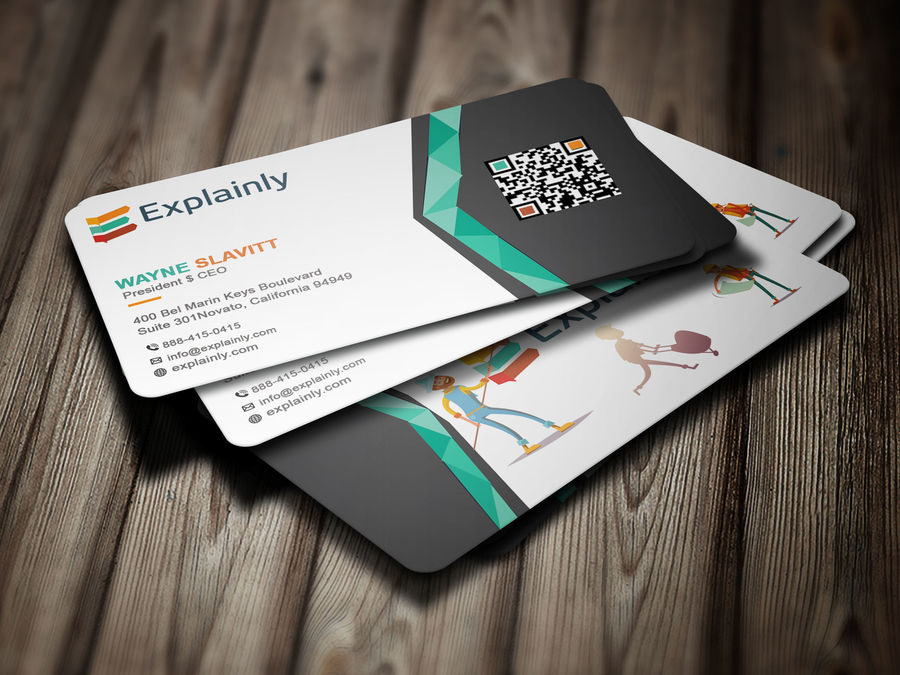 Explainly
WAYNE SLAVITT
President $ CEO
400 Bel Marin Keys Boulevard
Suite 301Novato, California 94949
888-415-0415
info@explainly.com
explainly.com
888-415-0415
info@explainly.com
explainly.com